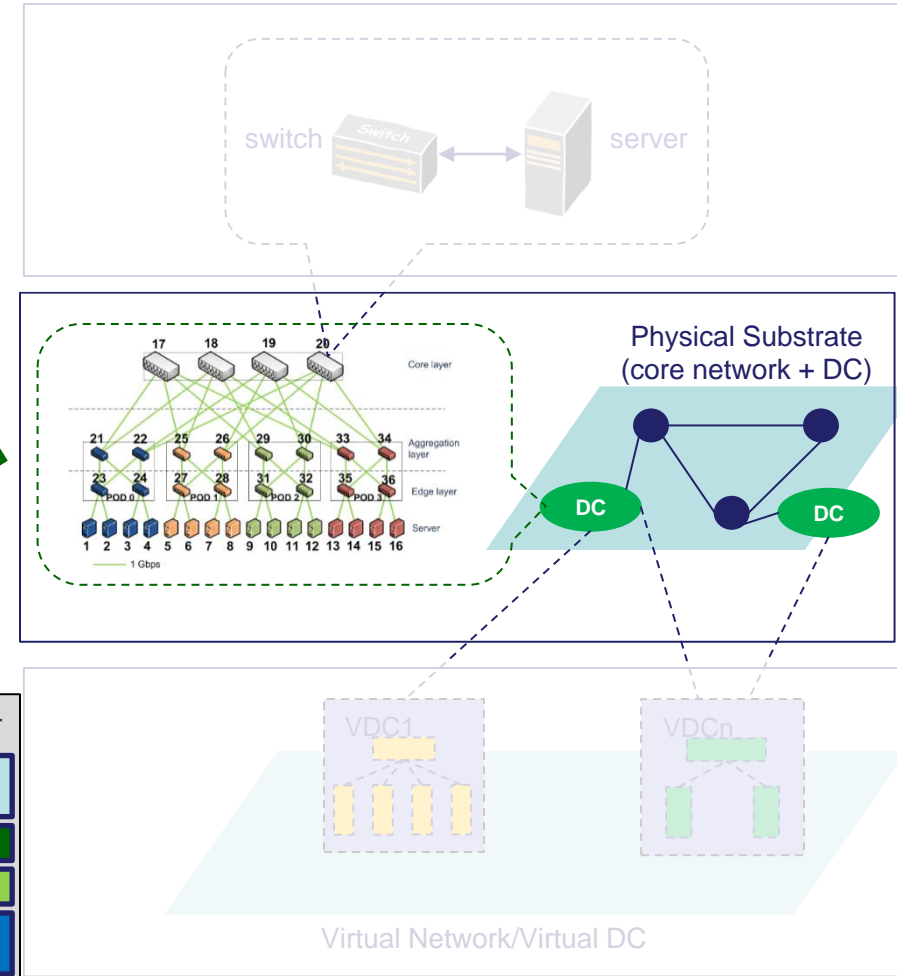 switch
Switch
server
Physical Substrate
(core network + DC)
17 18 19 20
Core layer
21 22 25 26 29 30 33 34
Aggregation
layer
23 24 27 28 31 32 35 36
POD 0 POD 1 POD 2 POD 3
Edge layer
Server
1 2 3 4 5 6 7 8 9 10 11 12 13 14 15 16
1 Gbps
DC
DC
VDC1
VDCn
Virtual Network/Virtual DC